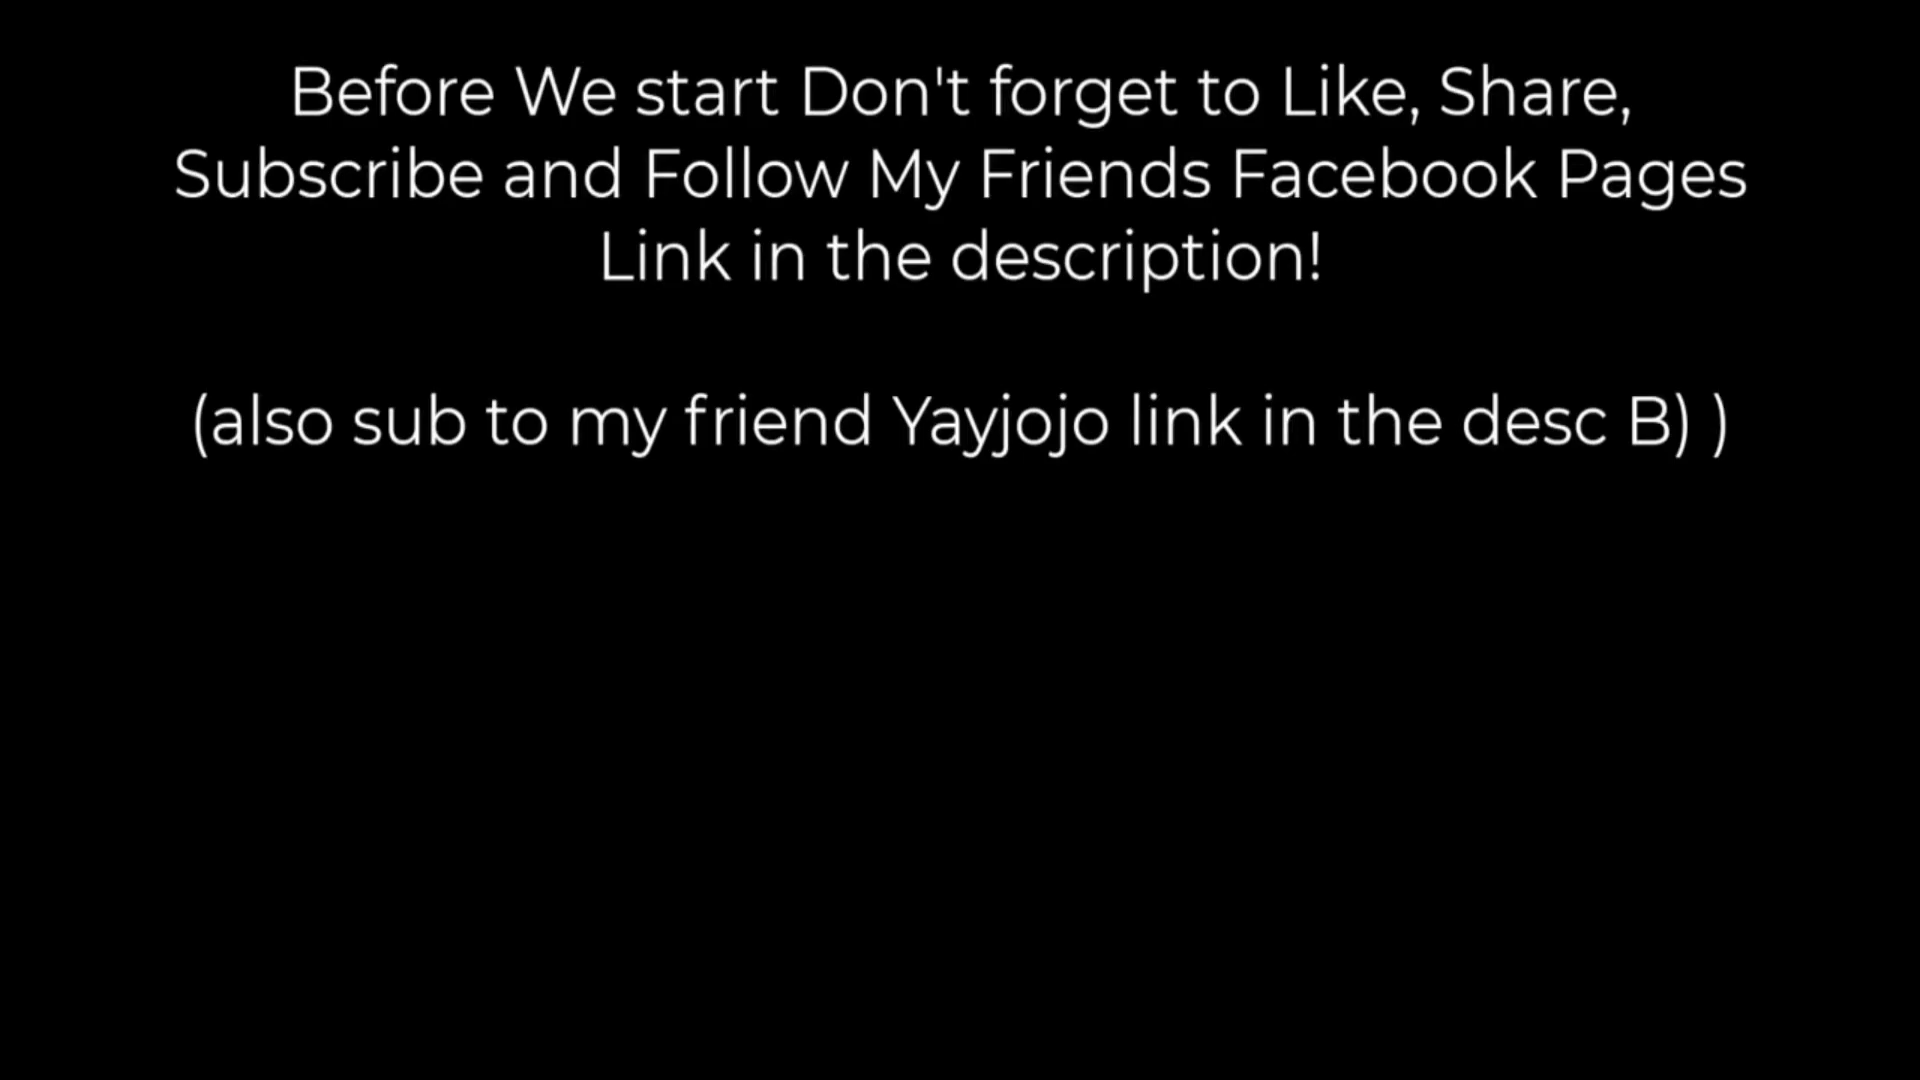 Before We start Don't forget to Like, Share,
Subscribe and Follow My Friends Facebook Pages
Link in the description!
(also sub to my friend Yayjojo link in the desc B) )